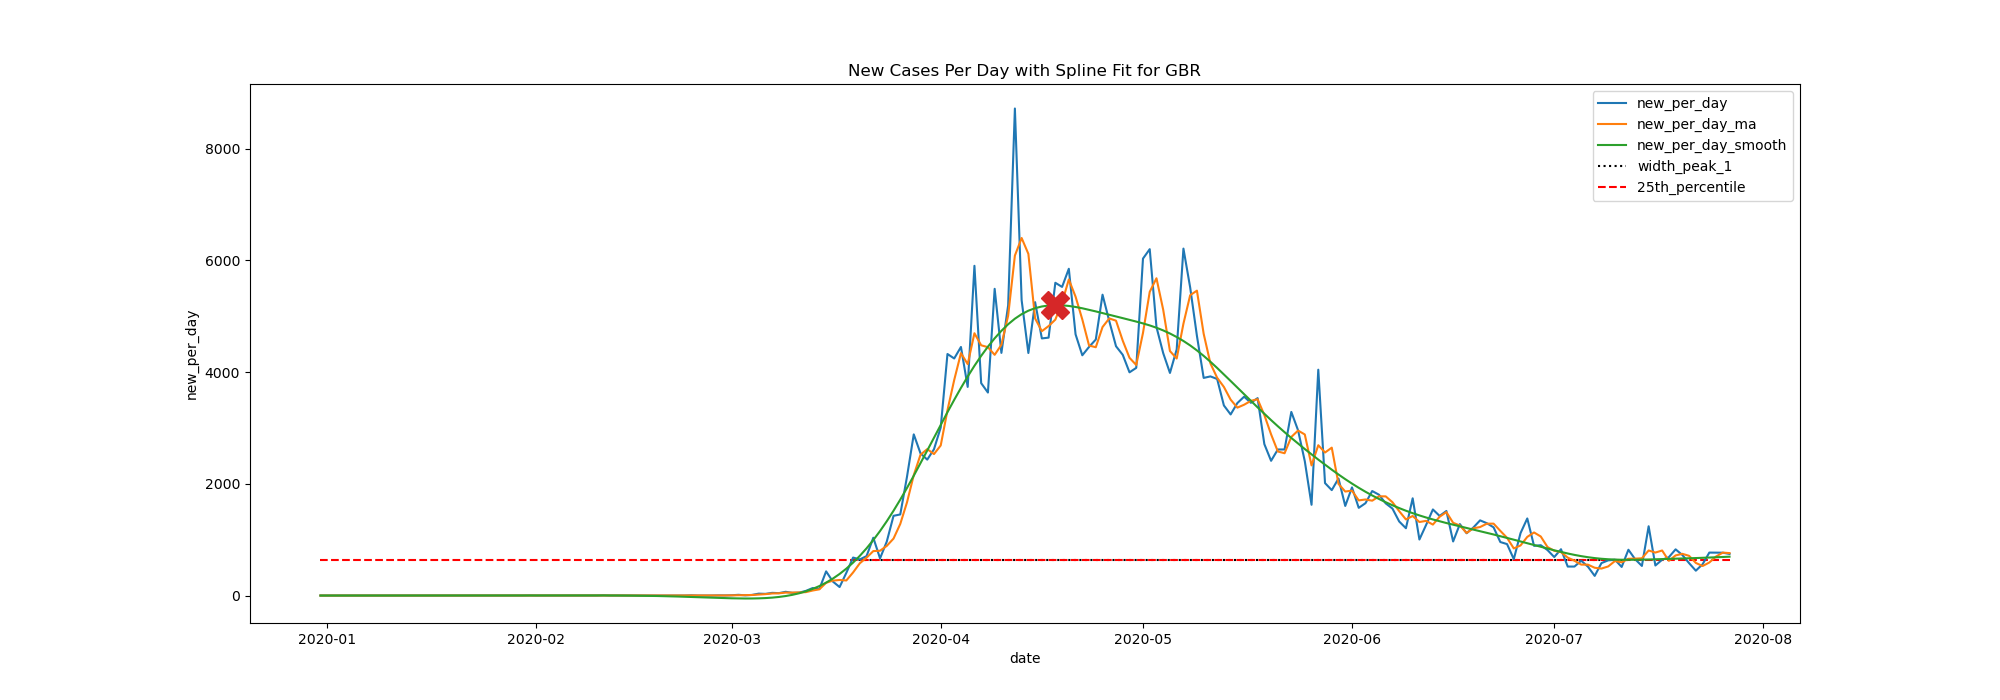 New Cases Per Day with Spline Fit for GBR
new_per_day
new_per_day_ma
new_per_day_smooth
width_peak_1
25th_percentile
new_per_day
8000
6000
4000
2000
0
2020-01
2020-02
2020-03
2020-04
2020-05
2020-06
2020-07
2020-08
date